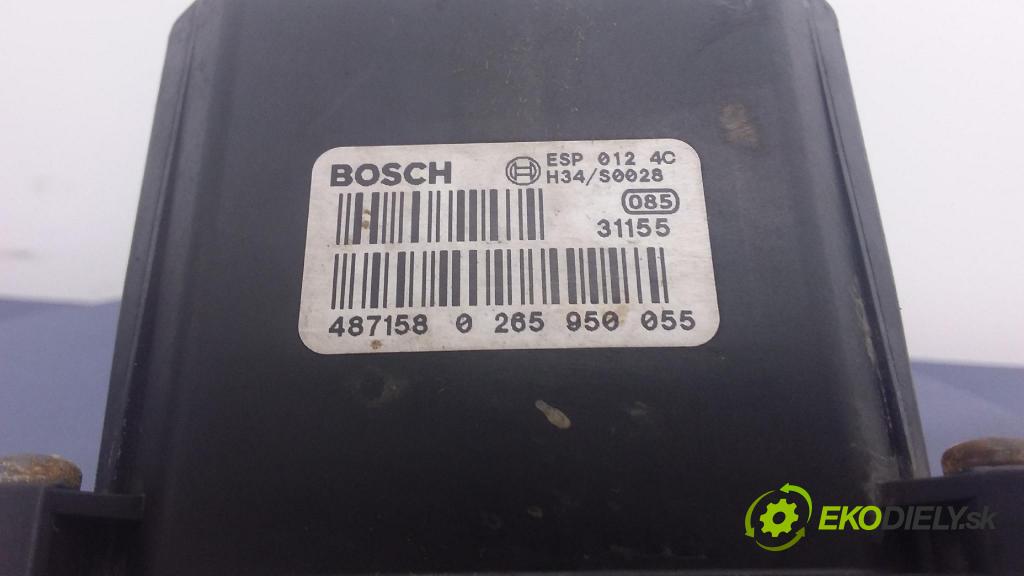 BOSCH
ESP 012 4C
H34/S0028
085
31155
487158 0 265 950 055
EKODIELY.sk